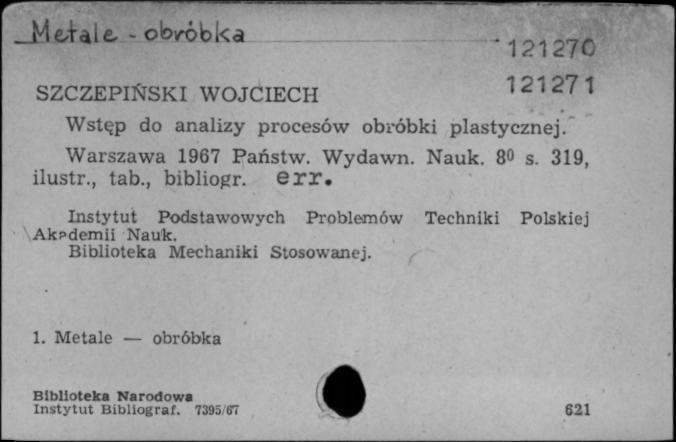 Metale - obróbka
121270
SZCZEPIŃSKI WOJCIECH
121271
Wstęp do analizy procesów obróbki plastycznej.
Warszawa 1967 Państw. Wydawn. Nauk. 8⁰ s. 319,
ilustr., tab., bibliogr. err.
Instytut Podstawowych Problemów Techniki Polskiej
Akademii Nauk.
Biblioteka Mechaniki Stosowanej.
1. Metale — obróbka
Biblioteka Narodowa
Instytut Bibliograf. 7395/67
621